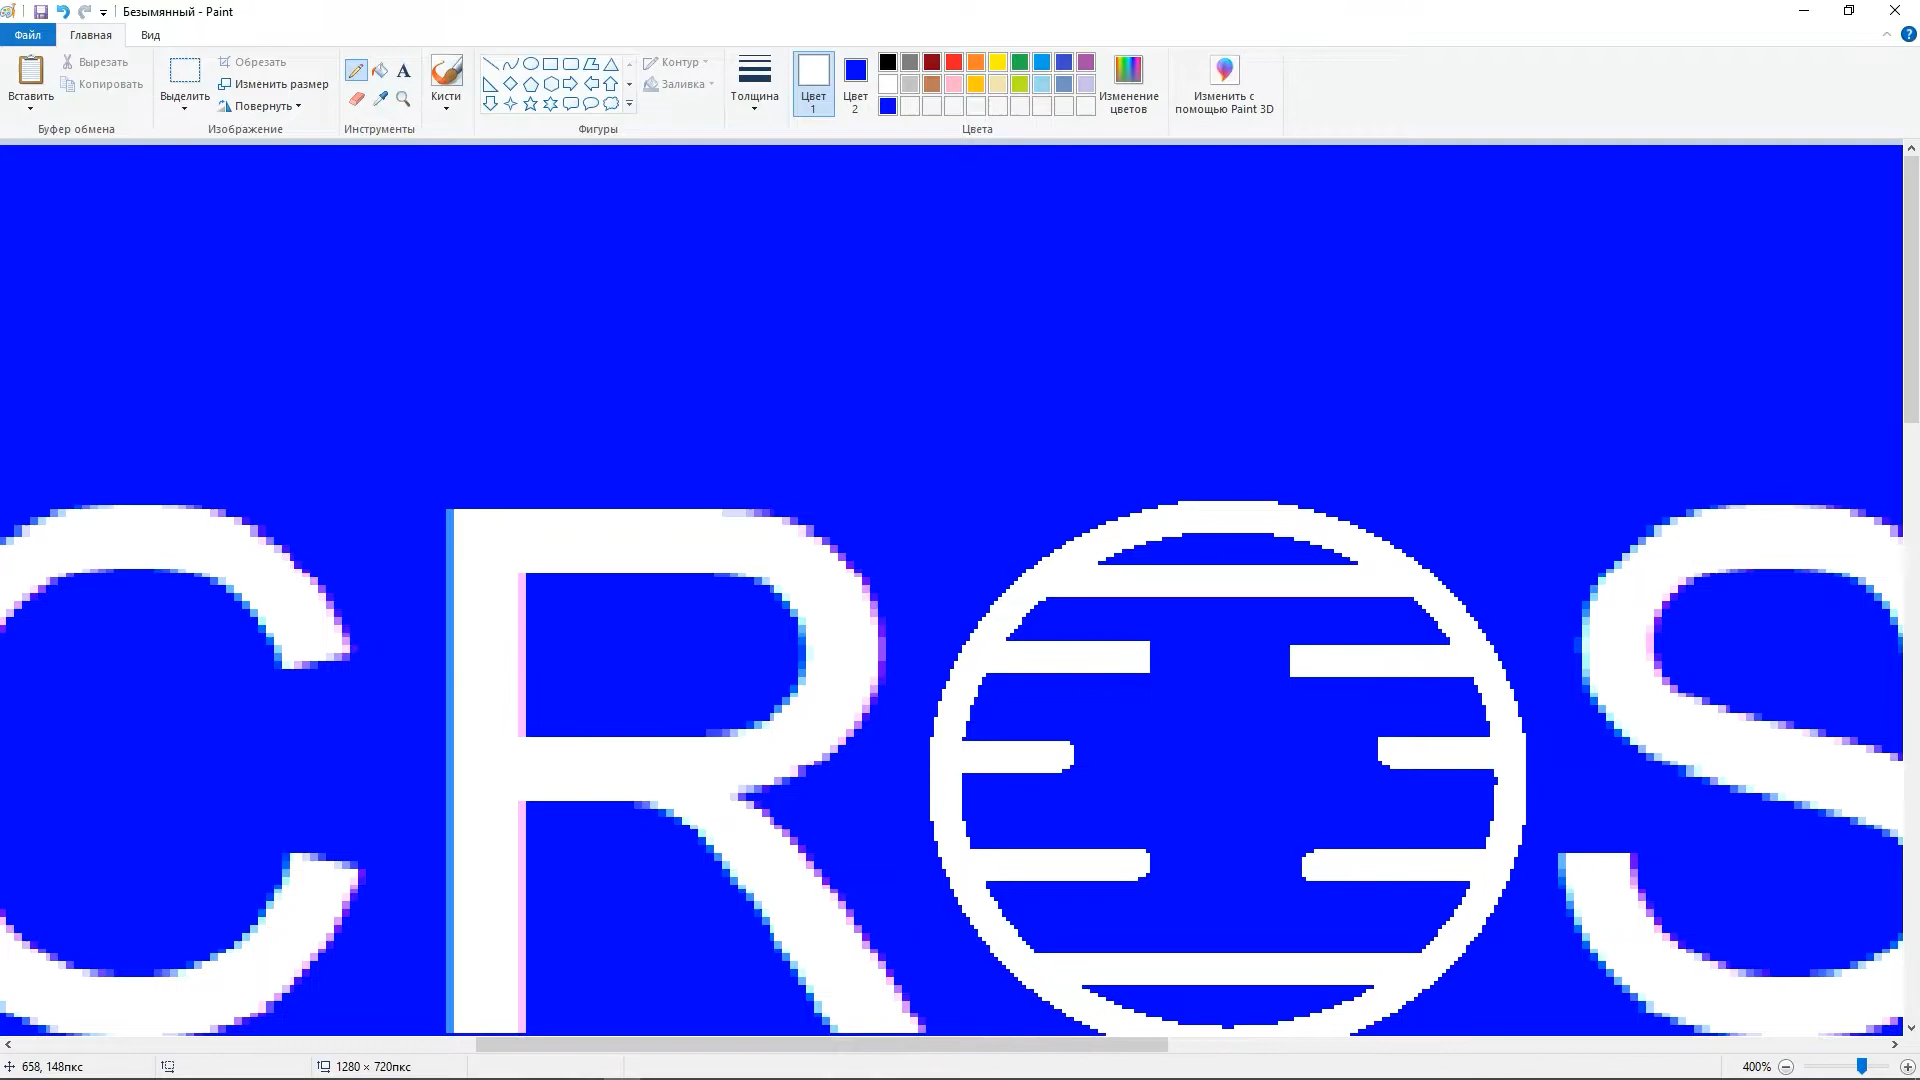 Безымянный - Paint
Файл Главная Вид
Вставить
Вырезать
Копировать
Буфер обмена
Выделить
Обрезать
Изменить размер
Повернуть
Изображение
A
Инструменты
Кисти
Контур
Заливка
Фигуры
Толщина
Цвет
1
Цвет
2
Изменение
цветов
Цвета
Изменить с
помощью Paint 3D
?
CROS
658, 148пкс
1280 × 720пкс
400%